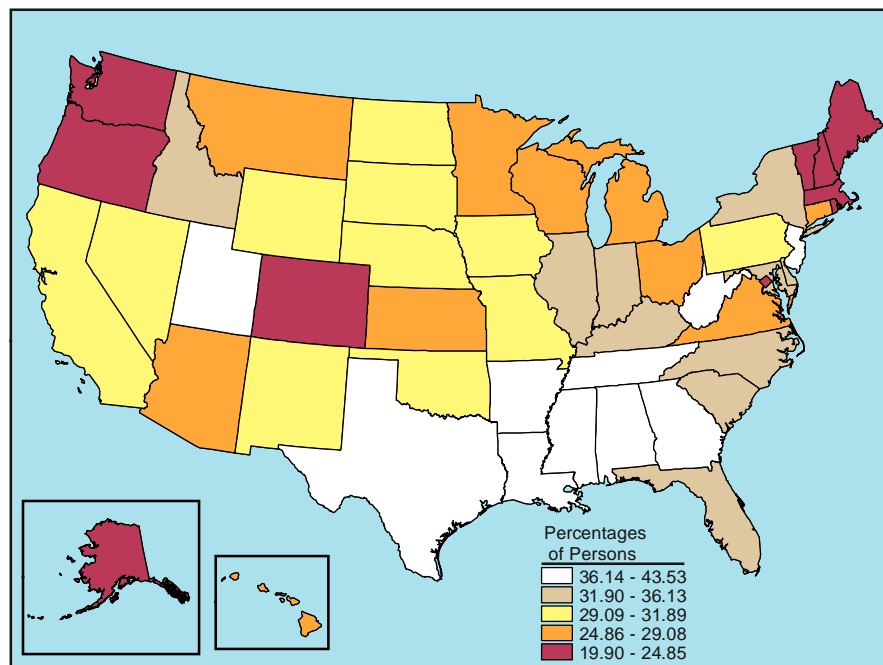 Percentages
of Persons
36.14 - 43.53
31.90 - 36.13
29.09 - 31.89
24.86 - 29.08
19.90 - 24.85